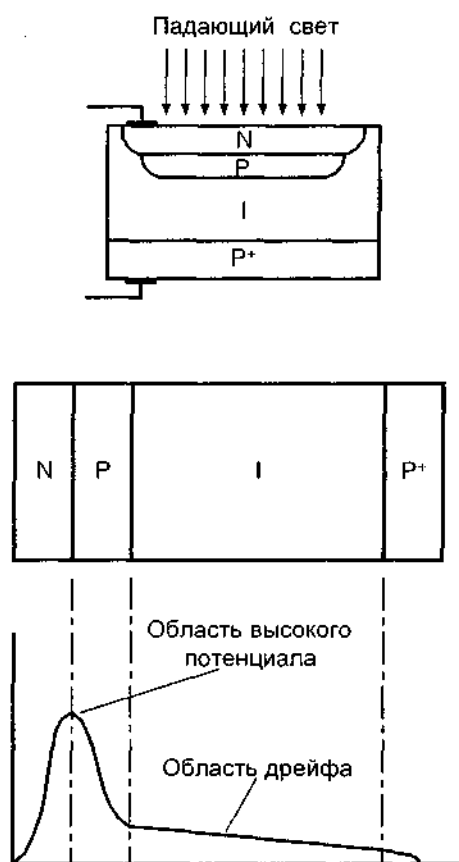 Падающий свет
N
P
I
P+
N P I P+
Область высокого
потенциала
Область дрейфа